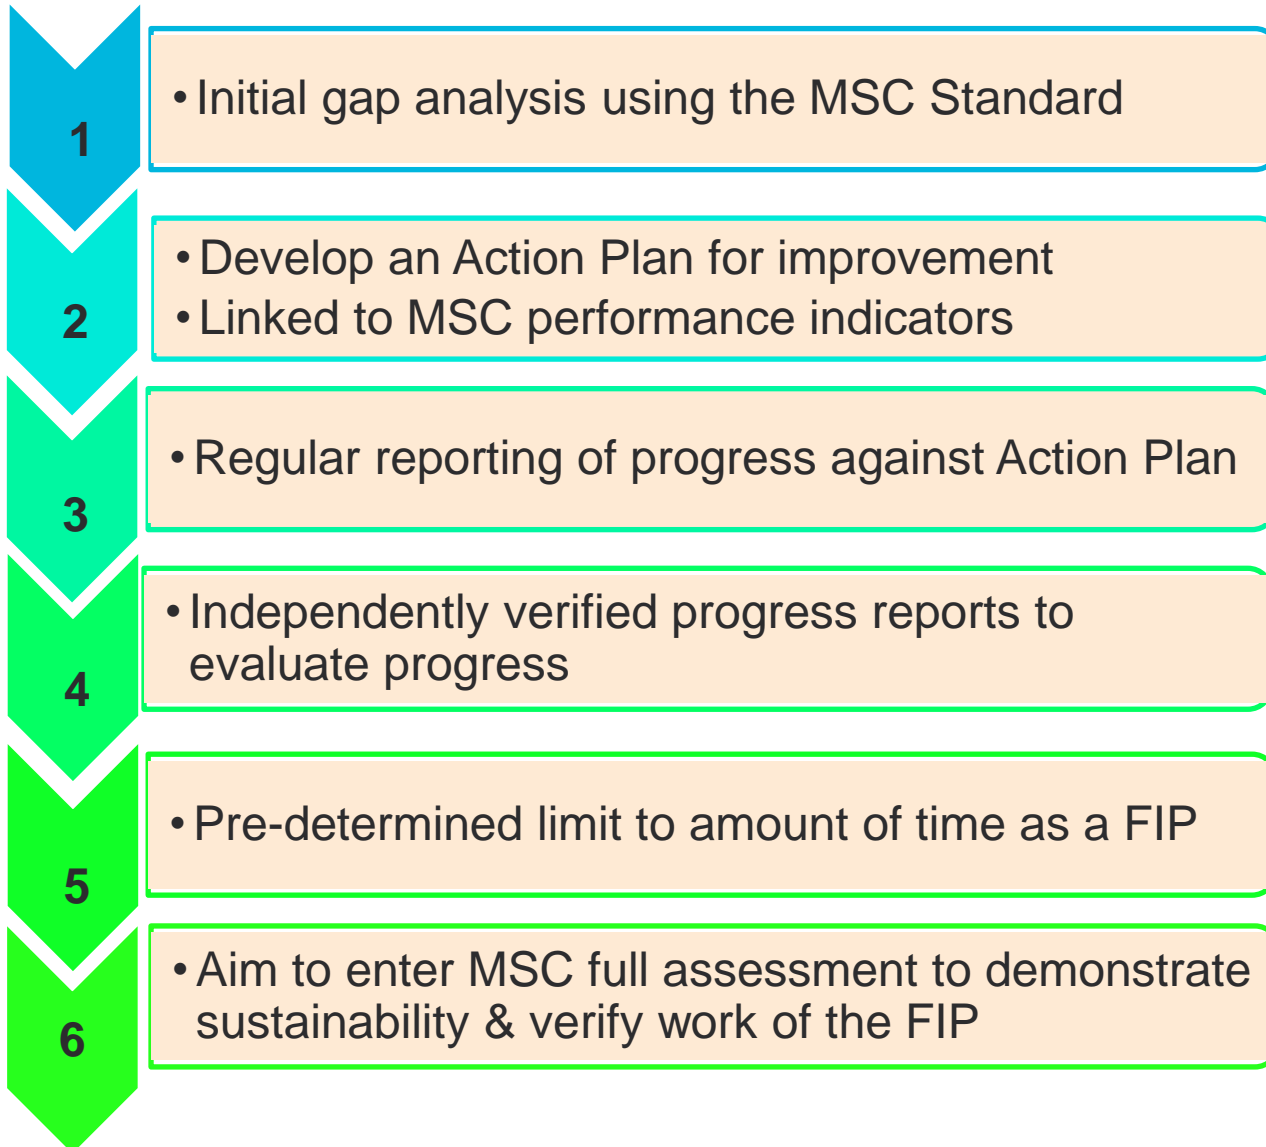 1
• Initial gap analysis using the MSC Standard
2
• Develop an Action Plan for improvement
• Linked to MSC performance indicators
3
• Regular reporting of progress against Action Plan
4
• Independently verified progress reports to
evaluate progress
5
• Pre-determined limit to amount of time as a FIP
6
• Aim to enter MSC full assessment to demonstrate
sustainability & verify work of the FIP